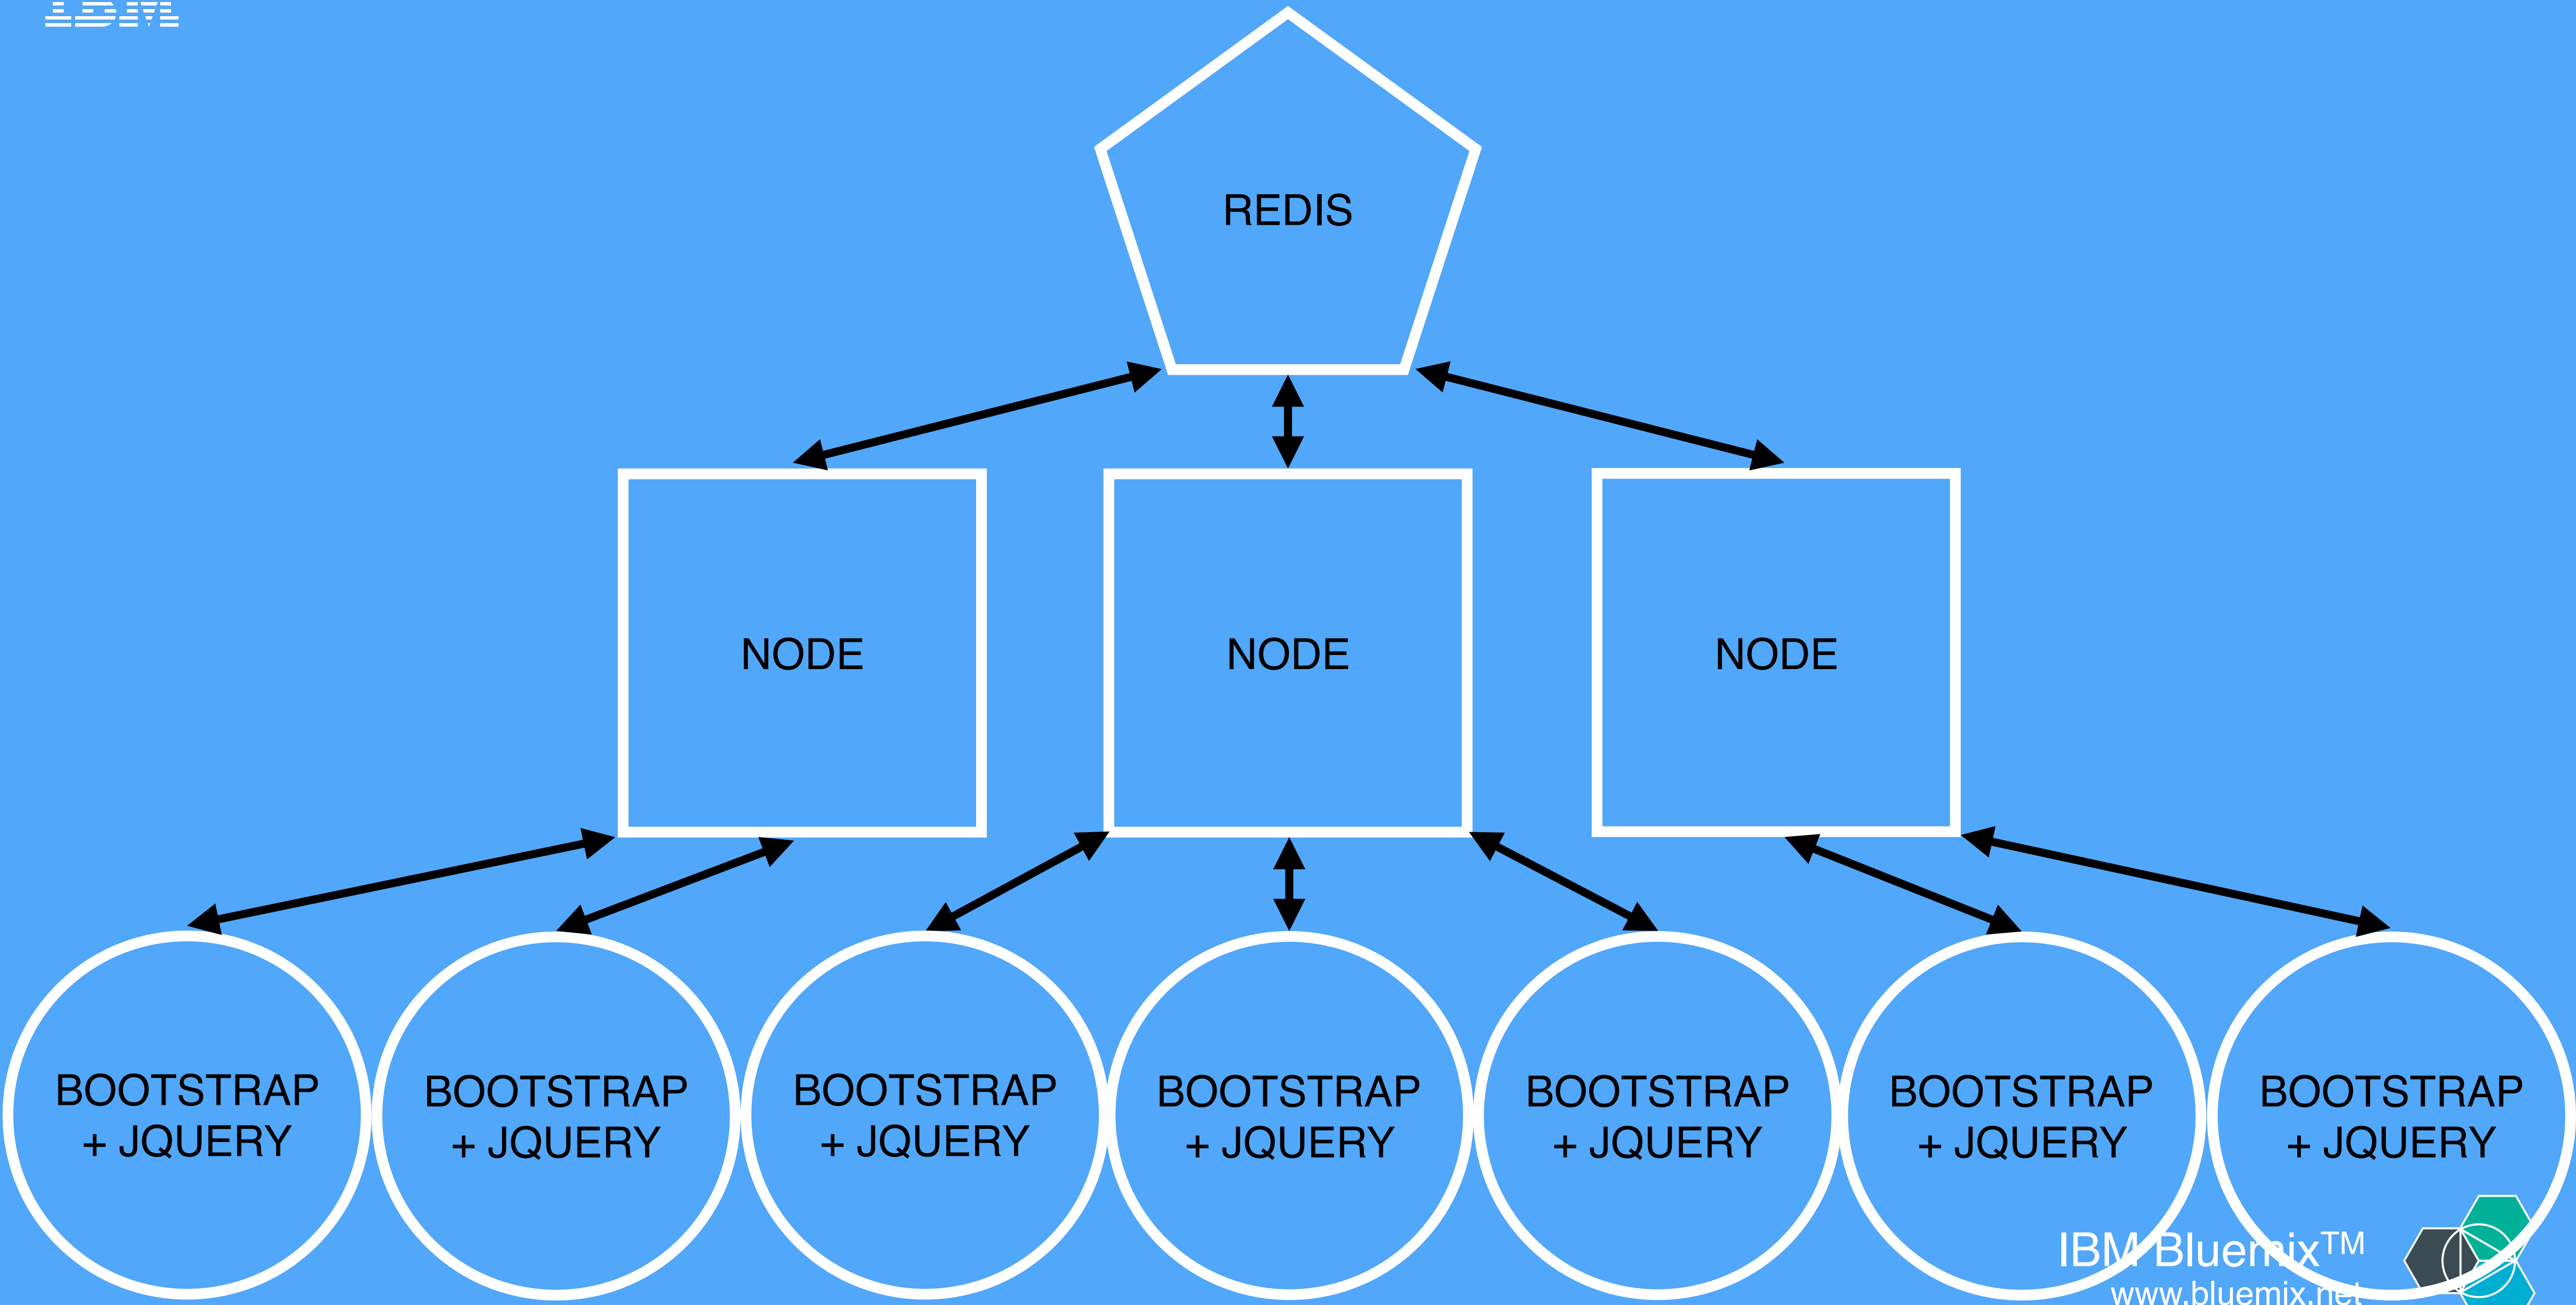 IBM
REDIS
NODE
NODE
NODE
BOOTSTRAP
+ JQUERY
BOOTSTRAP
+ JQUERY
BOOTSTRAP
+ JQUERY
BOOTSTRAP
+ JQUERY
BOOTSTRAP
+ JQUERY
BOOTSTRAP
+ JQUERY
BOOTSTRAP
+ JQUERY
IBM Bluemix™
www.bluemix.net